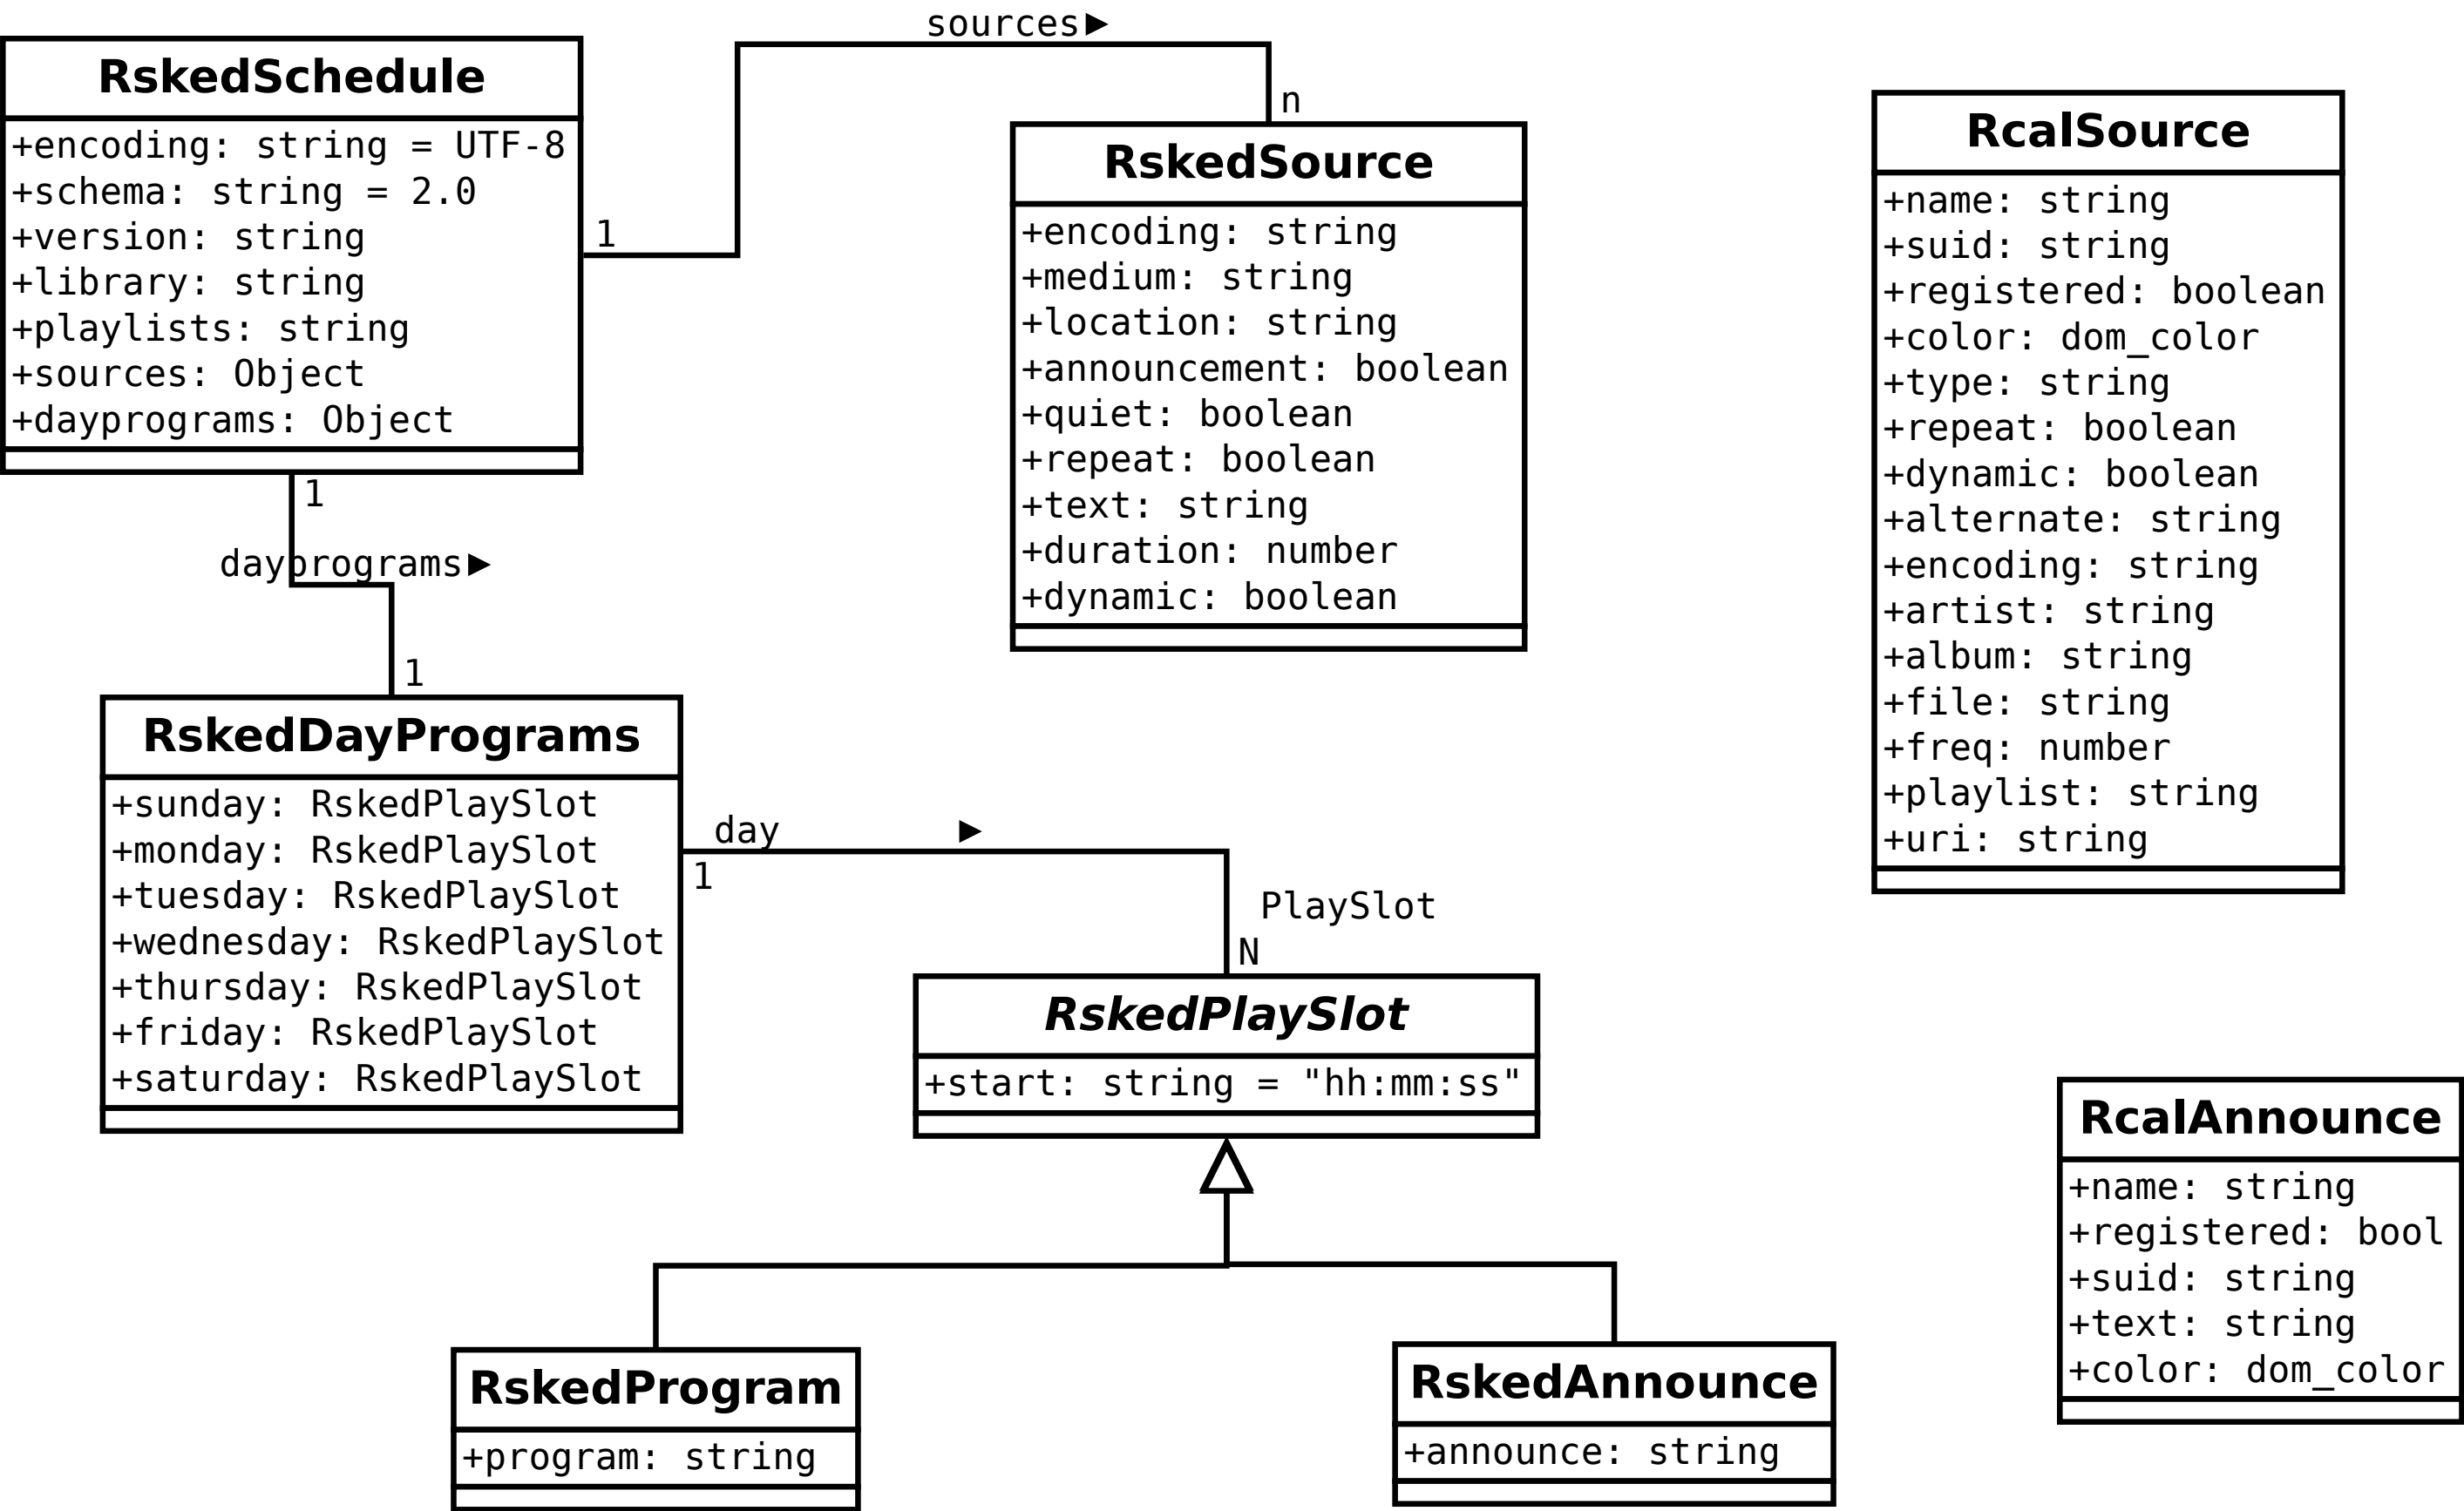 sources▶
RskedSchedule
+encoding: string = UTF-8
+schema: string = 2.0
+version: string
+library: string
+playlists: string
+sources: Object
+dayprograms: Object
1
n
RskedSource
+encoding: string
+medium: string
+location: string
+announcement: boolean
+quiet: boolean
+repeat: boolean
+text: string
+duration: number
+dynamic: boolean
RcalSource
+name: string
+suid: string
+registered: boolean
+color: dom_color
+type: string
+repeat: boolean
+dynamic: boolean
+alternate: string
+encoding: string
+artist: string
+album: string
+file: string
+freq: number
+playlist: string
+uri: string
1
dayprograms▶
1
RskedDayPrograms
+sunday: RskedPlaySlot
+monday: RskedPlaySlot
+tuesday: RskedPlaySlot
+wednesday: RskedPlaySlot
+thursday: RskedPlaySlot
+friday: RskedPlaySlot
+saturday: RskedPlaySlot
day ▶
1
PlaySlot
N
RskedPlaySlot
+start: string = "hh:mm:ss"
RcalAnnounce
+name: string
+registered: bool
+suid: string
+text: string
+color: dom_color
RskedProgram
+program: string
RskedAnnounce
+announce: string